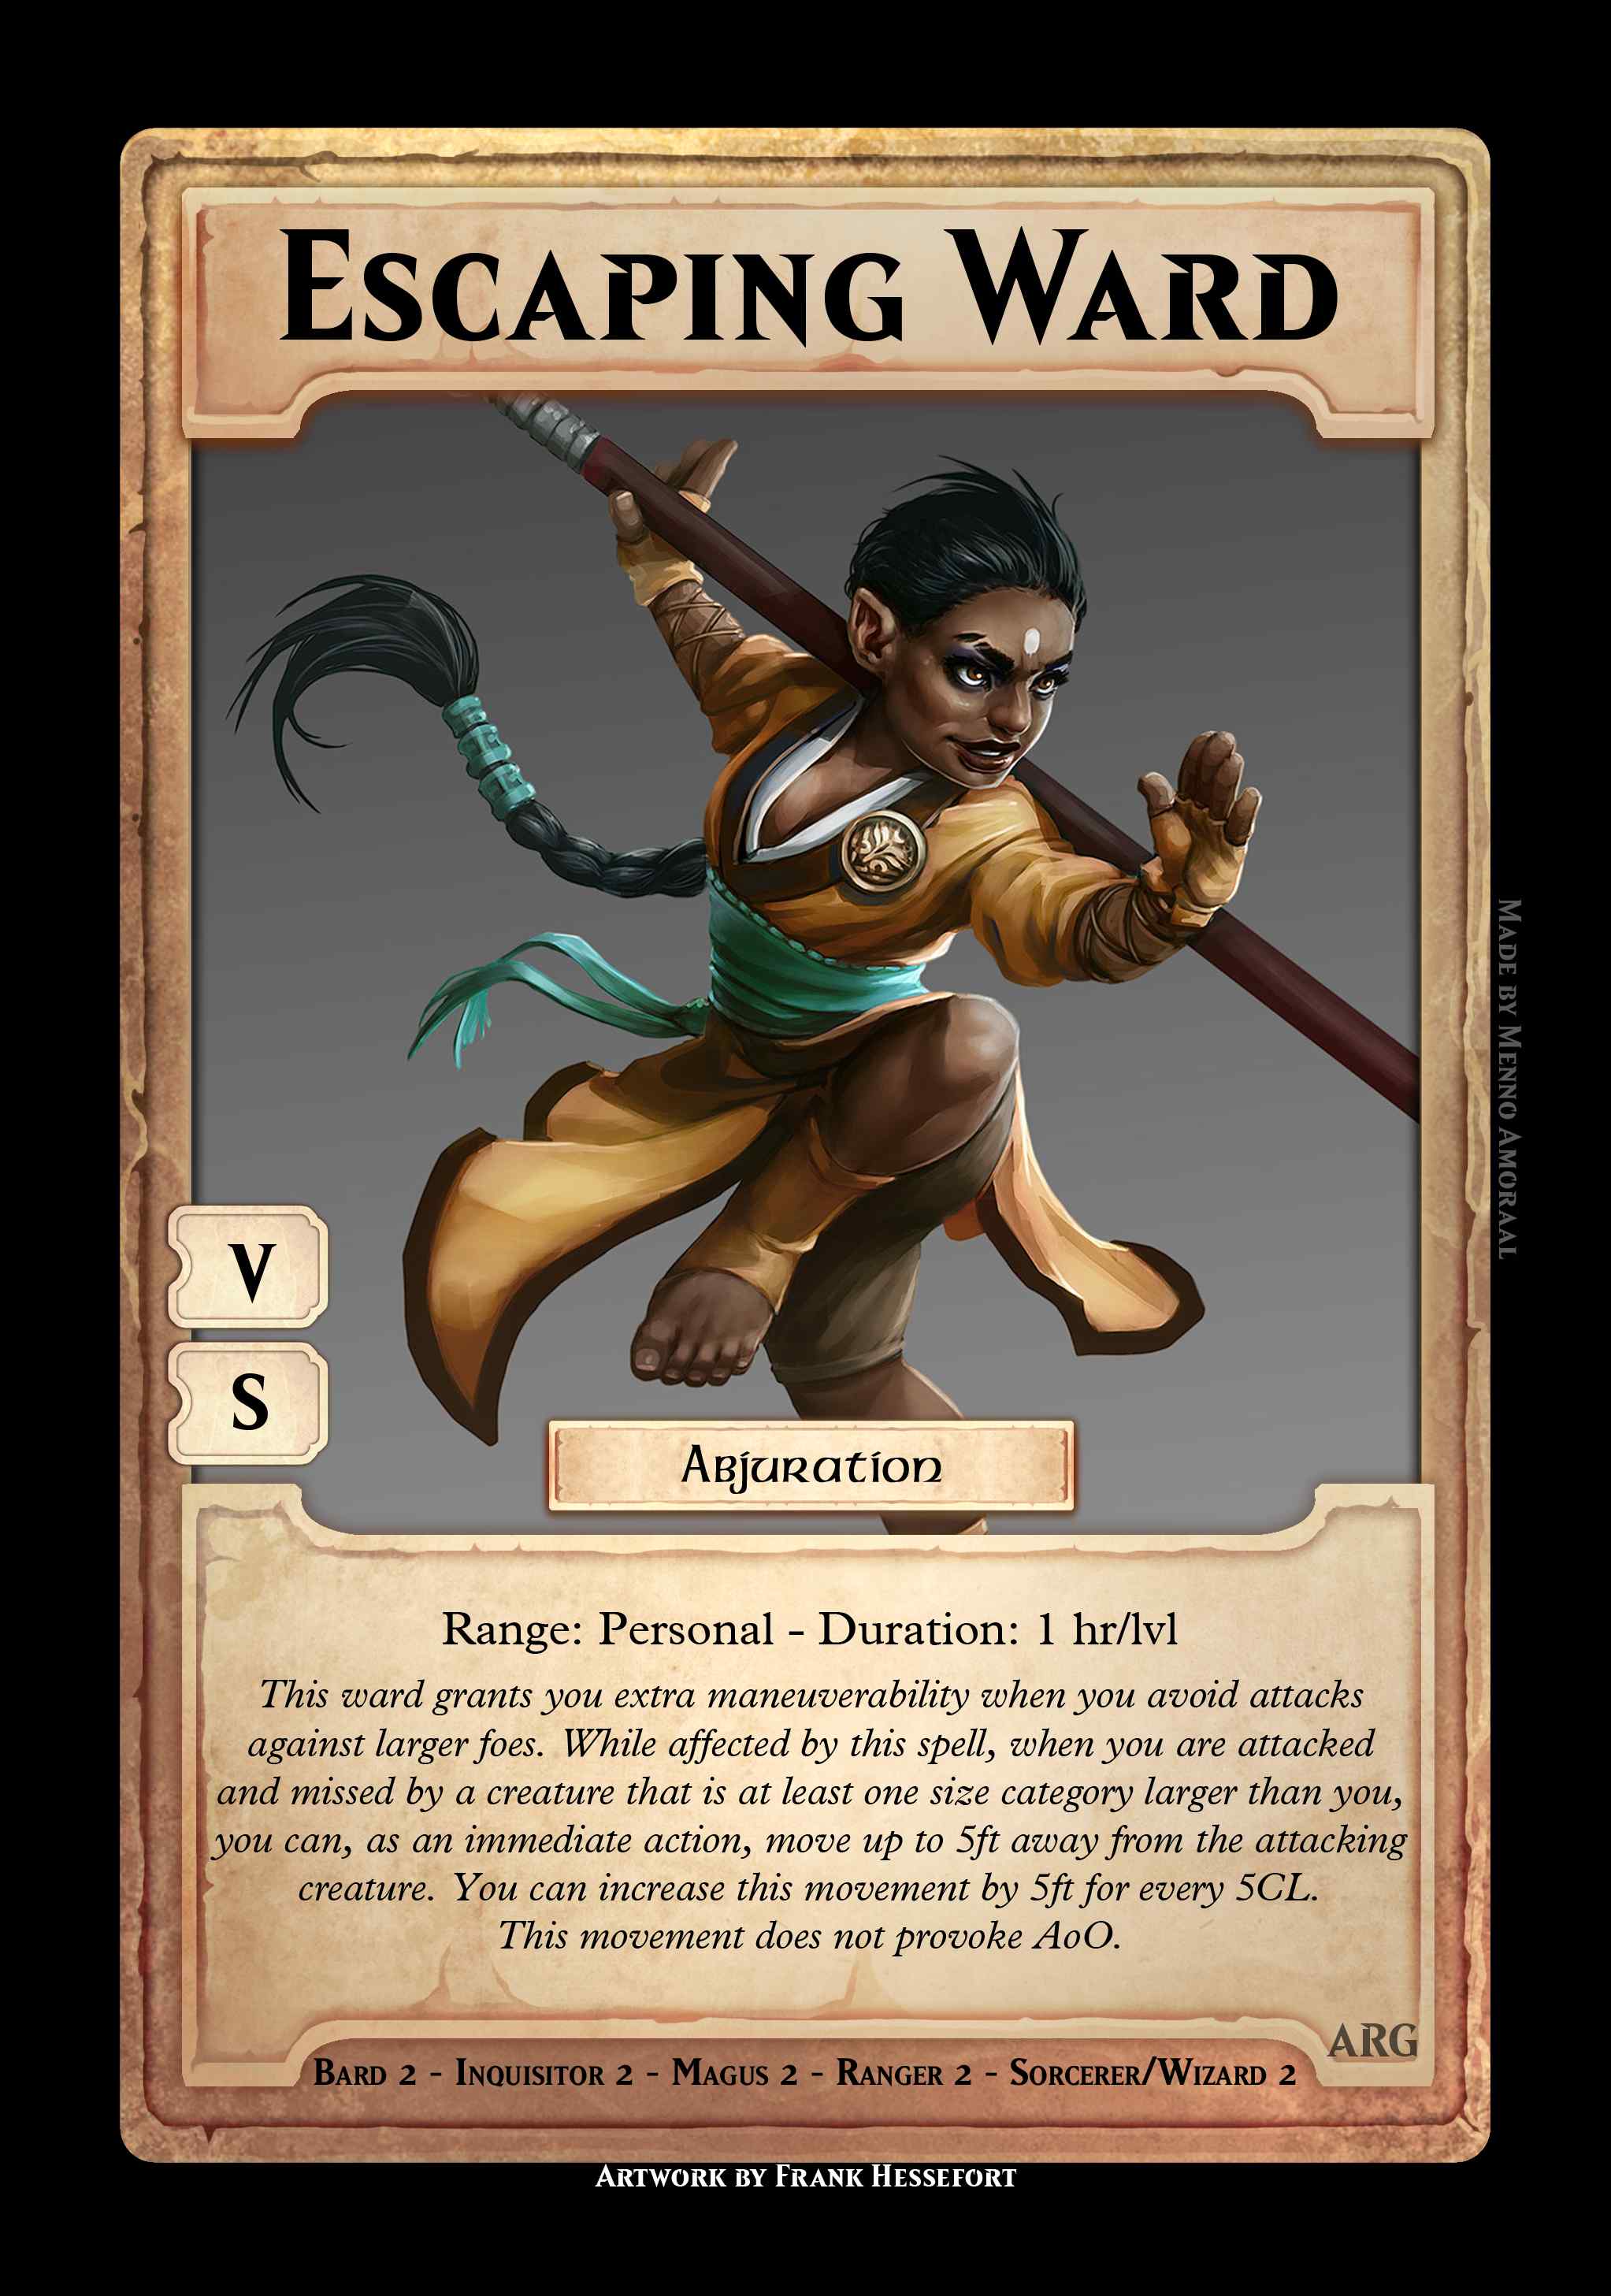 Escaping Ward
V
S
Abjuration
Range: Personal - Duration: 1 hr/lvl
This ward grants you extra maneuverability when you avoid attacks
against larger foes. While affected by this spell, when you are attacked
and missed by a creature that is at least one size category larger than you,
you can, as an immediate action, move up to 5ft away from the attacking
creature. You can increase this movement by 5ft for every 5CL.
This movement does not provoke AoO.
ARG
Bard 2 - Inquisitor 2 - Magus 2 - Ranger 2 - Sorcerer/Wizard 2
Artwork by Frank Hessefort
Made by Menno Amoraal